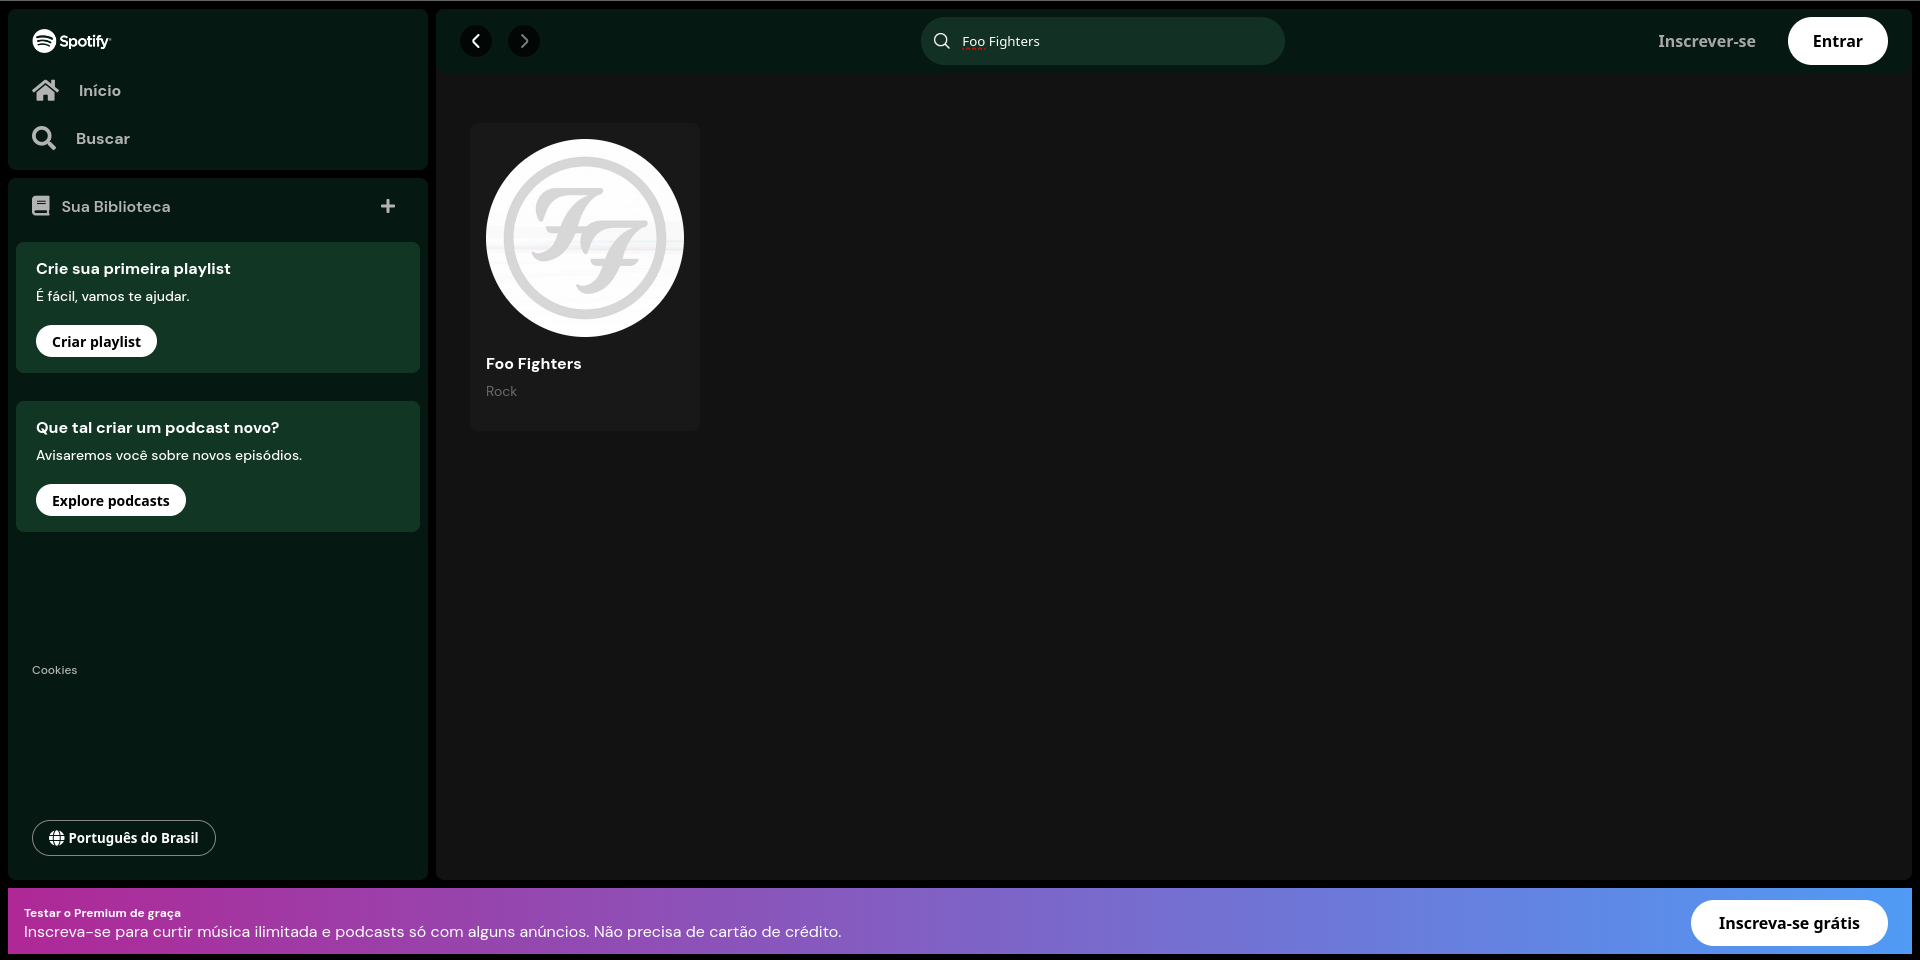 Spotify
Início
Buscar
Sua Biblioteca
Crie sua primeira playlist
É fácil, vamos te ajudar.
Criar playlist
Que tal criar um podcast novo?
Avisaremos você sobre novos episódios.
Explore podcasts
Cookies
Português do Brasil
Foo Fighters
Inscrever-se
Entrar
FF
Foo Fighters
Rock
Testar o Premium de graça
Inscreva-se para curtir música ilimitada e podcasts só com alguns anúncios. Não precisa de cartão de crédito.
Inscreva-se grátis